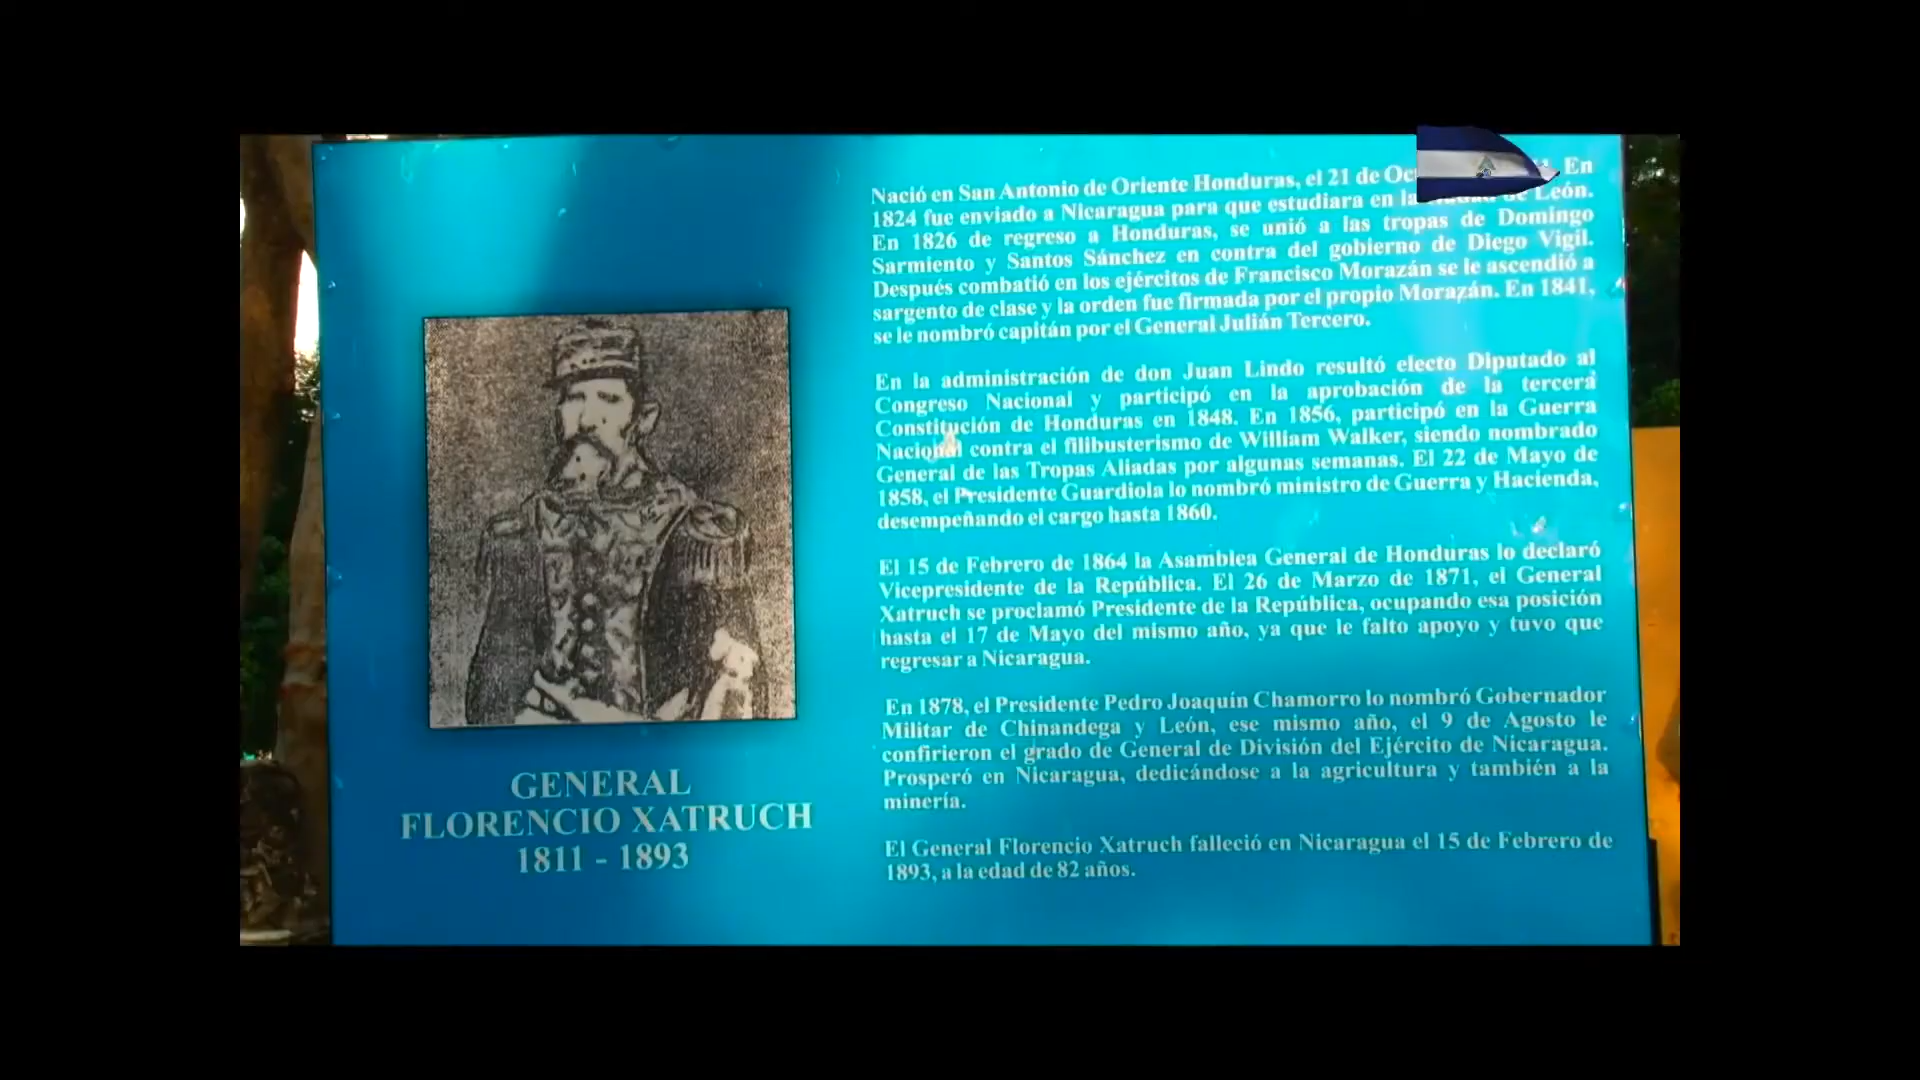 Nació en San Antonio de Oriente Honduras, el 21 de En
1824 fue enviado a Nicaragua para que estudiara en la de León.
En 1826 de regreso a Honduras, se unió a las tropas de Domingo
Sarmiento y Santos Sánchez en contra del gobierno de Diego Vigil.
Después combatió en los ejércitos de Francisco Morazán se le ascendió a
sargento de clase y la orden fue firmada por el propio Morazán. En 1841,
se le nombró capitán por el General Julián Tercero.
En la administración de don Juan Lindo resultó electo Diputado al
Congreso Nacional y participó en la aprobación de la tercera
Constitución de Honduras en 1848. En 1856, participó en la Guerra
Nacional contra el filibusterismo de William Walker, siendo nombrado
General de las Tropas Aliadas por algunas semanas. El 22 de Mayo de
1858, el Presidente Guardiola lo nombró ministro de Guerra y Hacienda,
desempeñando el cargo hasta 1860.
El 15 de Febrero de 1864 la Asamblea General de Honduras lo declaró
Vicepresidente de la República. El 26 de Marzo de 1871, el General
Xatruch se proclamó Presidente de la República, ocupando esa posición
hasta el 17 de Mayo del mismo año, ya que le falto apoyo y tuvo que
regresar a Nicaragua.
En 1878, el Presidente Pedro Joaquín Chamorro lo nombró Gobernador
Militar de Chinandega y León, ese mismo año, el 9 de Agosto le
confirieron el grado de General de División del Ejército de Nicaragua.
Prosperó en Nicaragua, dedicándose a la agricultura y también a la
minería.
El General Florencio Xatruch falleció en Nicaragua el 15 de Febrero de
1893, a la edad de 82 años.
GENERAL
FLORENCIO XATRUCH
1811 - 1893